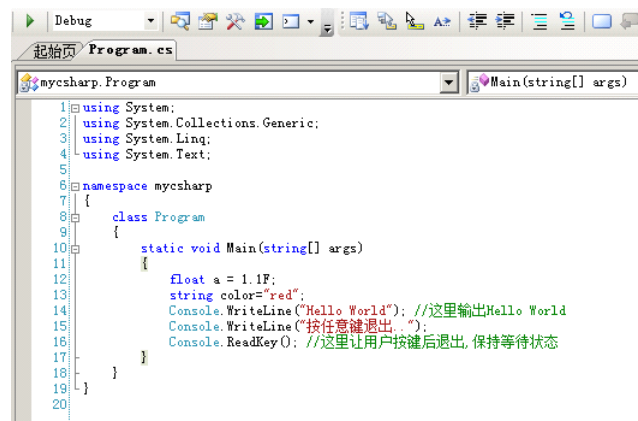 Debug
起始页 Program.cs
mycsharp.Program Main(string[] args)
1 using System;
2 using System.Collections.Generic;
3 using System.Linq;
4 using System.Text;
5
6 namespace mycsharp
7 {
8 class Program
9 {
10 static void Main(string[] args)
11 {
12 float a = 1.1F;
13 string color="red";
14 Console.WriteLine("Hello World"); //这里输出Hello World
15 Console.WriteLine("按任意键退出..");
16 Console.ReadKey(); //这里让用户按键后退出,保持等待状态
17 }
18 }
19 }
20